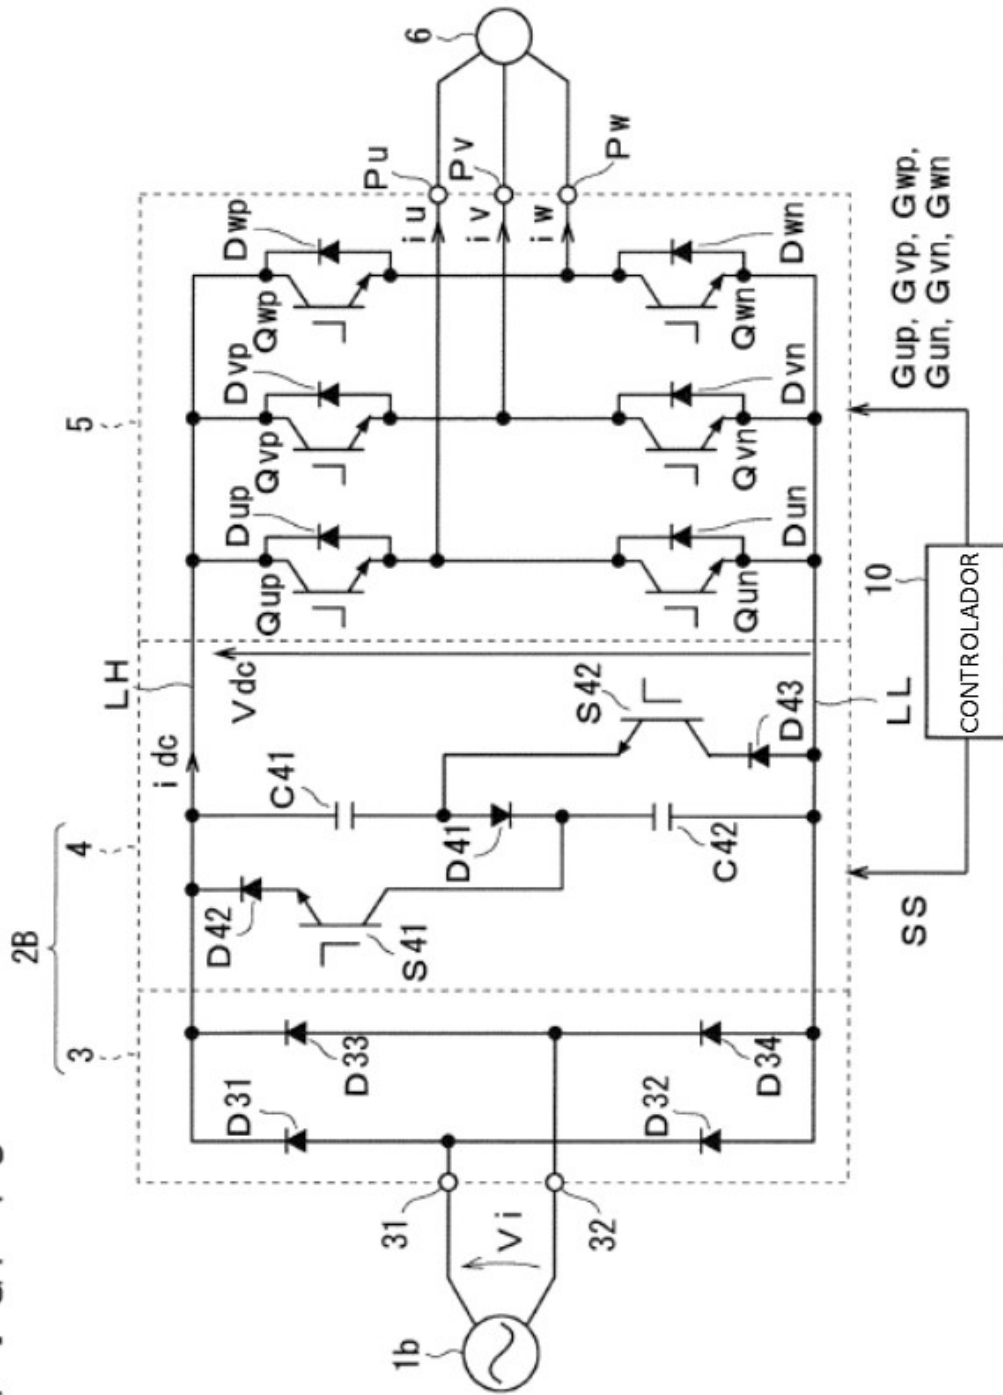 2B
3
4
5
6
LH
i dc
Vdc
D31
D33
D42
S41
C41
D41
C42
S42
D43
D32
D34
31
32
Vi
1b
Dup
Dvp
Dwp
Qup
Qvp
Qwp
i u
i v
i w
Pu
Pv
Pw
Qun
Qvn
Qwn
Dun
Dvn
Dwn
LL
SS
10
CONTROLADOR
Gup, Gvp, Gwp,
Gun, Gvn, Gwn